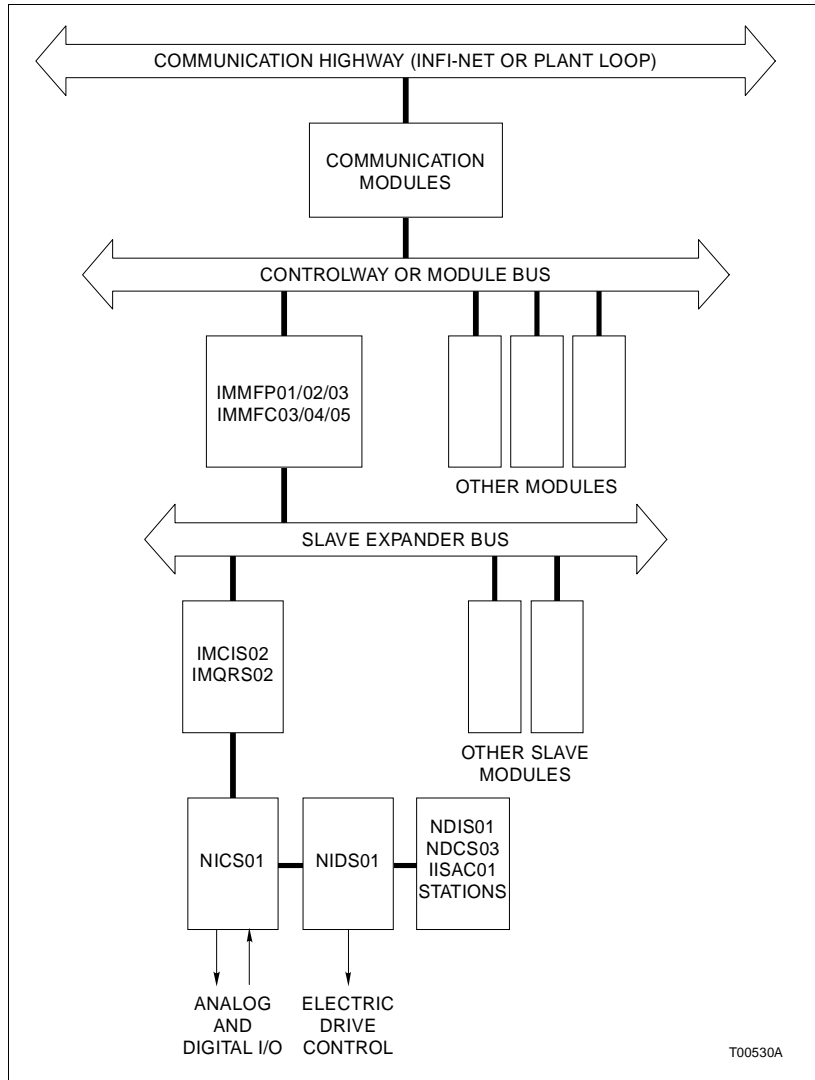 COMMUNICATION HIGHWAY (INFI-NET OR PLANT LOOP)
COMMUNICATION
MODULES
CONTROLWAY OR MODULE BUS
IMMFP01/02/03
IMMFC03/04/05
OTHER MODULES
SLAVE EXPANDER BUS
IMCIS02
IMQRS02
OTHER SLAVE
MODULES
NICS01
NIDS01
NDIS01
NDCS03
IISAC01
STATIONS
ANALOG
AND
DIGITAL I/O
ELECTRIC
DRIVE
CONTROL
T00530A